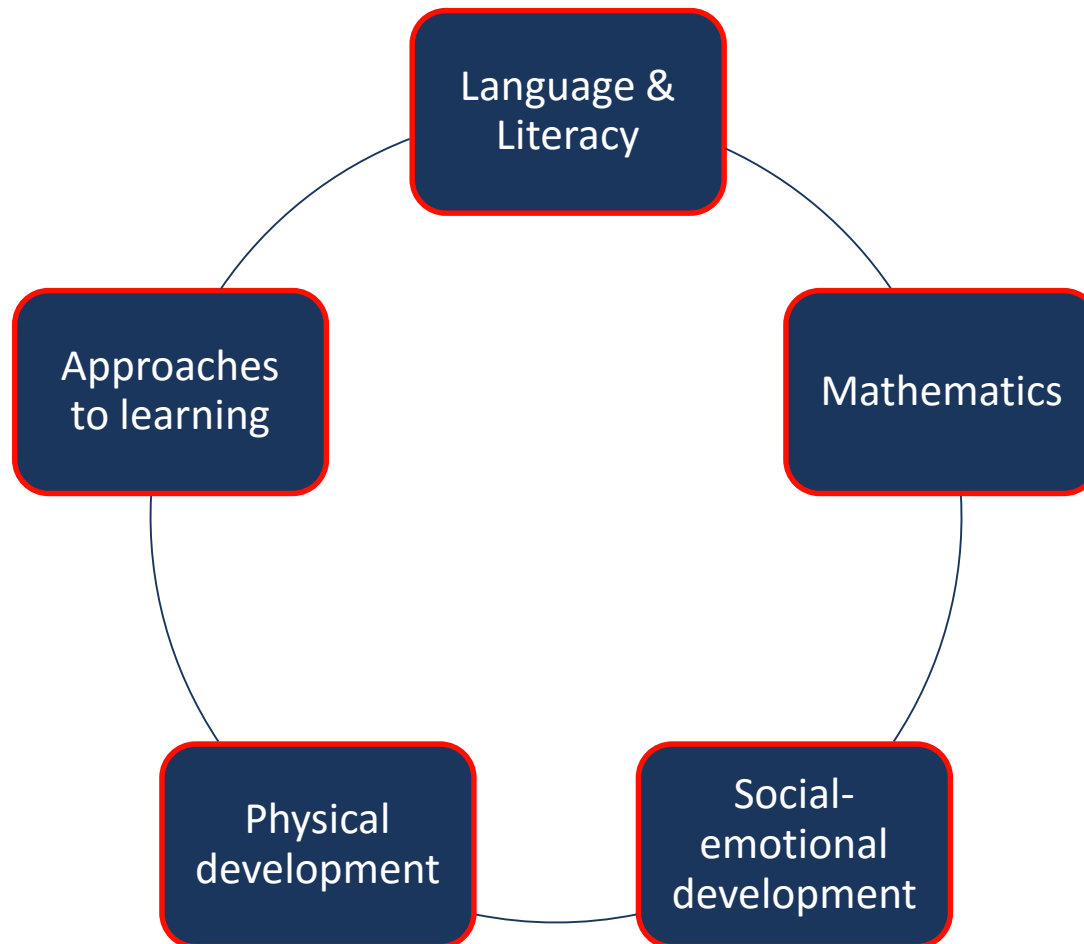 Language &
Literacy
Mathematics
Social-
emotional
development
Physical
development
Approaches
to learning